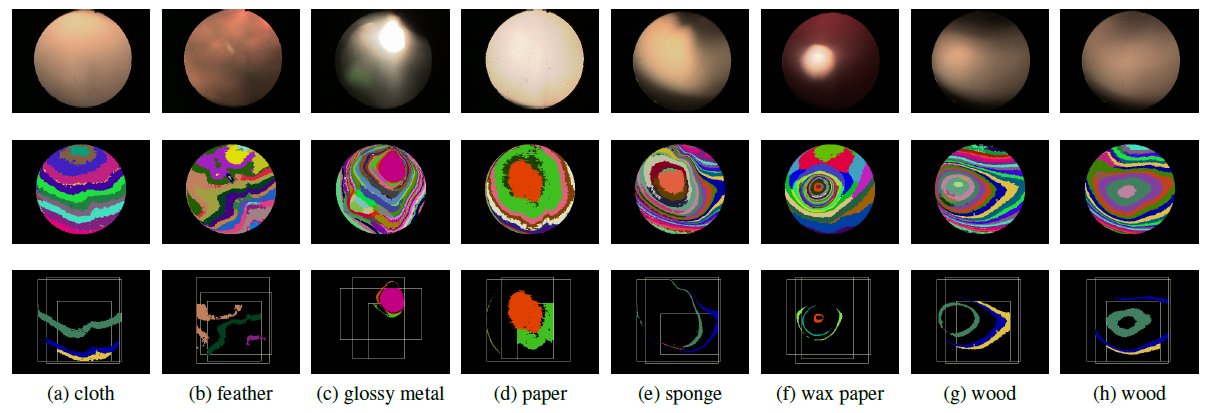 (a) cloth (b) feather (c) glossy metal (d) paper (e) sponge (f) wax paper (g) wood (h) wood